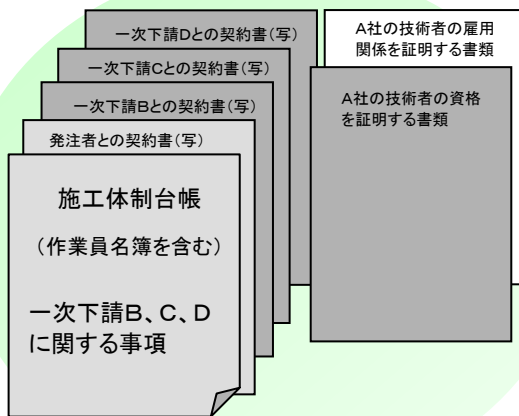 一次下請Dとの契約書(写)
一次下請Cとの契約書(写)
一次下請Bとの契約書(写)
発注者との契約書(写)
施工体制台帳
(作業員名簿を含む)
一次下請B、C、D
に関する事項
A社の技術者の雇用
関係を証明する書類
A社の技術者の資格
を証明する書類